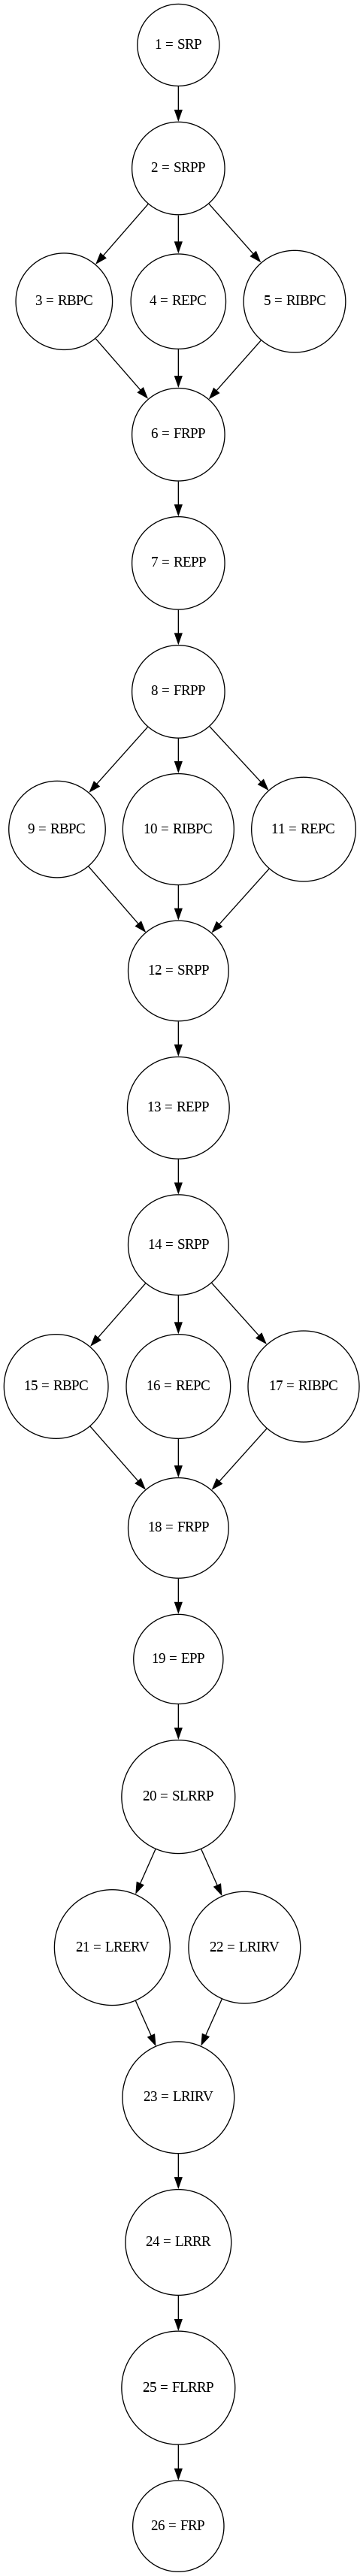 1 = SRP
2 = SRPP
3 = RBPC
4 = REPC
5 = RIBPC
6 = FRPP
7 = REPP
8 = FRPP
9 = RBPC
10 = RIBPC
11 = REPC
12 = SRPP
13 = REPP
14 = SRPP
15 = RBPC
16 = REPC
17 = RIBPC
18 = FRPP
19 = EPP
20 = SLRRP
21 = LRERV
22 = LRIRV
23 = LRIRV
24 = LRRR
25 = FLRRP
26 = FRP